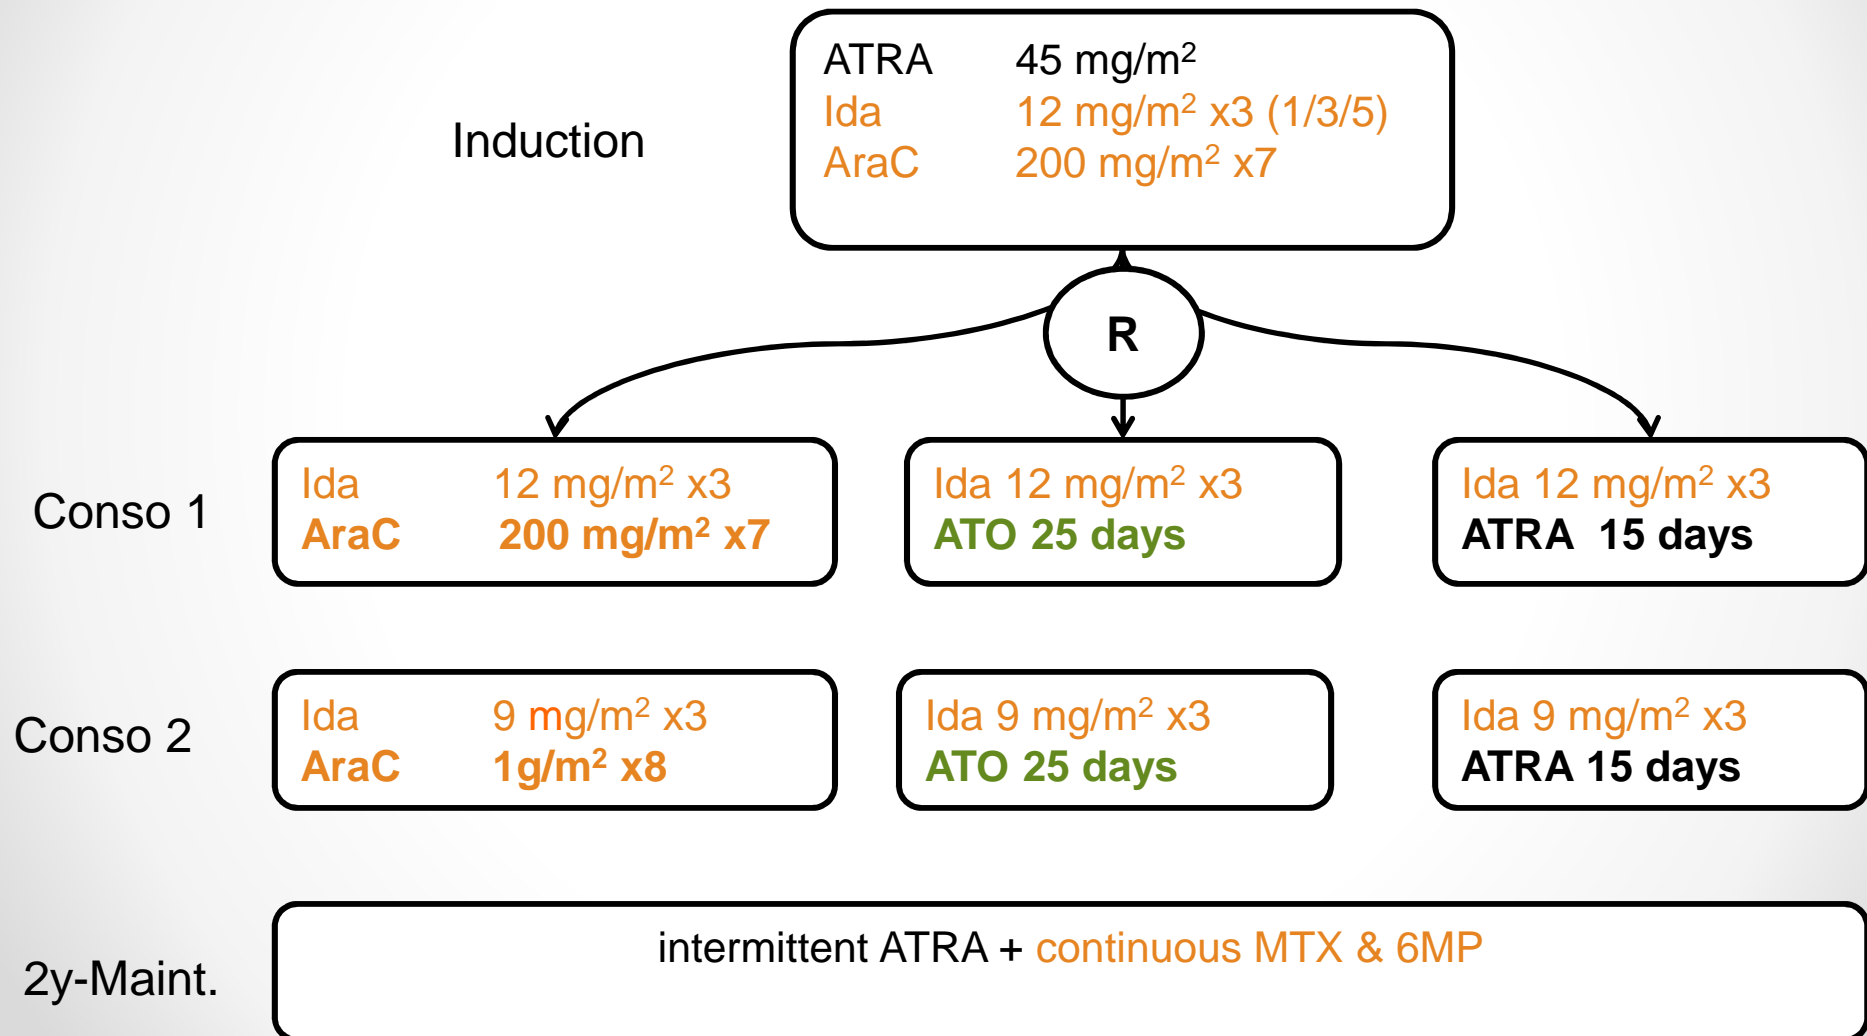 Induction
ATRA 45 mg/m²
Ida 12 mg/m² x3 (1/3/5)
AraC 200 mg/m² x7
R
Conso 1
Ida 12 mg/m² x3
AraC 200 mg/m² x7
Ida 12 mg/m² x3
ATO 25 days
Ida 12 mg/m² x3
ATRA 15 days
Conso 2
Ida 9 mg/m² x3
AraC 1g/m² x8
Ida 9 mg/m² x3
ATO 25 days
Ida 9 mg/m² x3
ATRA 15 days
2y-Maint.
intermittent ATRA + continuous MTX & 6MP